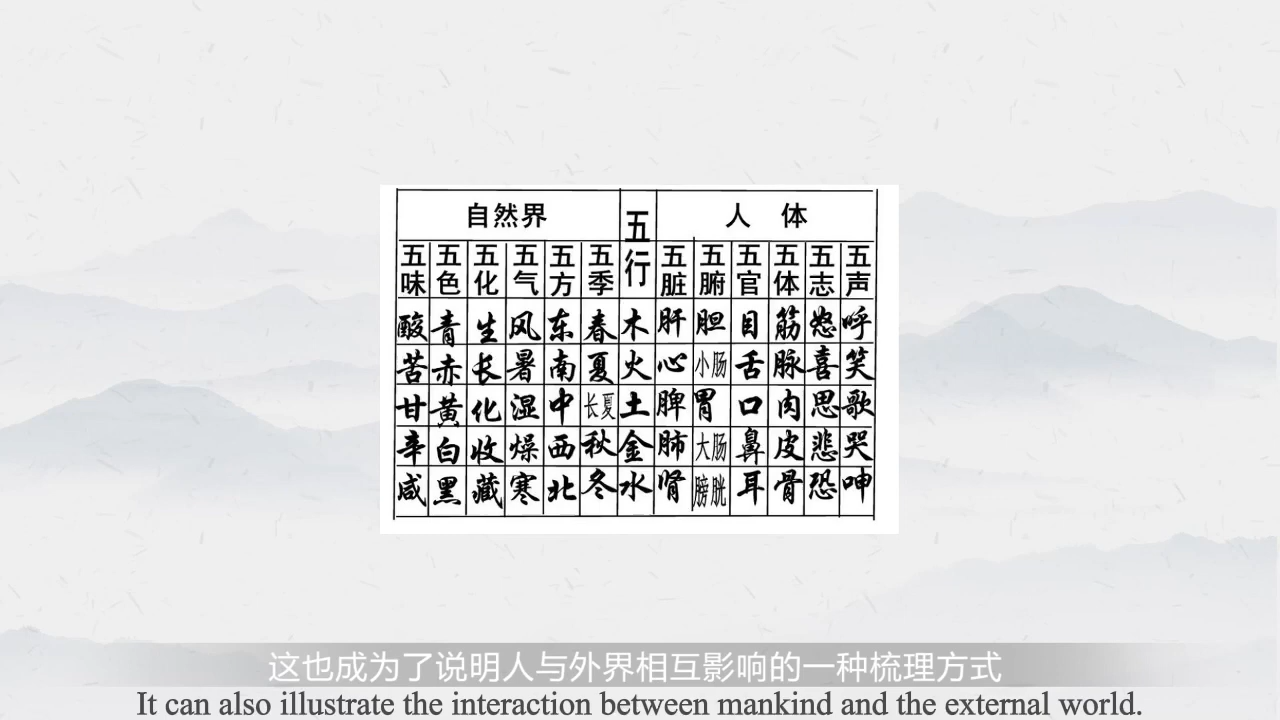 自然界 五行 人体
五味 五色 五化 五气 五方 五季 五脏 五腑 五官 五体 五志 五声
酸 青 生 风 东 春 木 肝 胆 目 筋 怒 呼
苦 赤 长 暑 南 夏 火 心 小肠 舌 脉 喜 笑
甘 黄 化 湿 中 长夏 土 脾 胃 口 肉 思 歌
辛 白 收 燥 西 秋 金 肺 大肠 鼻 皮 悲 哭
咸 黑 藏 寒 北 冬 水 肾 膀胱 耳 骨 恐 呻
这也成为了说明人与外界相互影响的一种梳理方式
It can also illustrate the interaction between mankind and the external world.